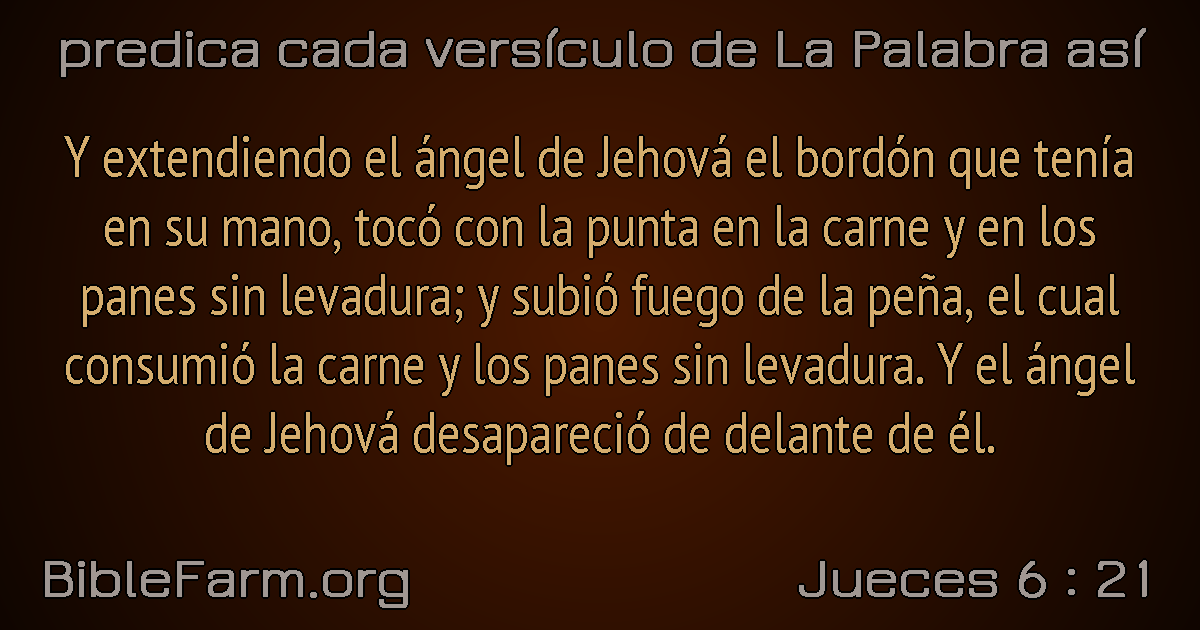 predica cada versículo de La Palabra así
Y extendiendo el ángel de Jehová el bordón que tenía
en su mano, tocó con la punta en la carne y en los
panes sin levadura; y subió fuego de la peña, el cual
consumió la carne y los panes sin levadura. Y el ángel
de Jehová desapareció de delante de él.
BibleFarm.org
Jueces 6 : 21